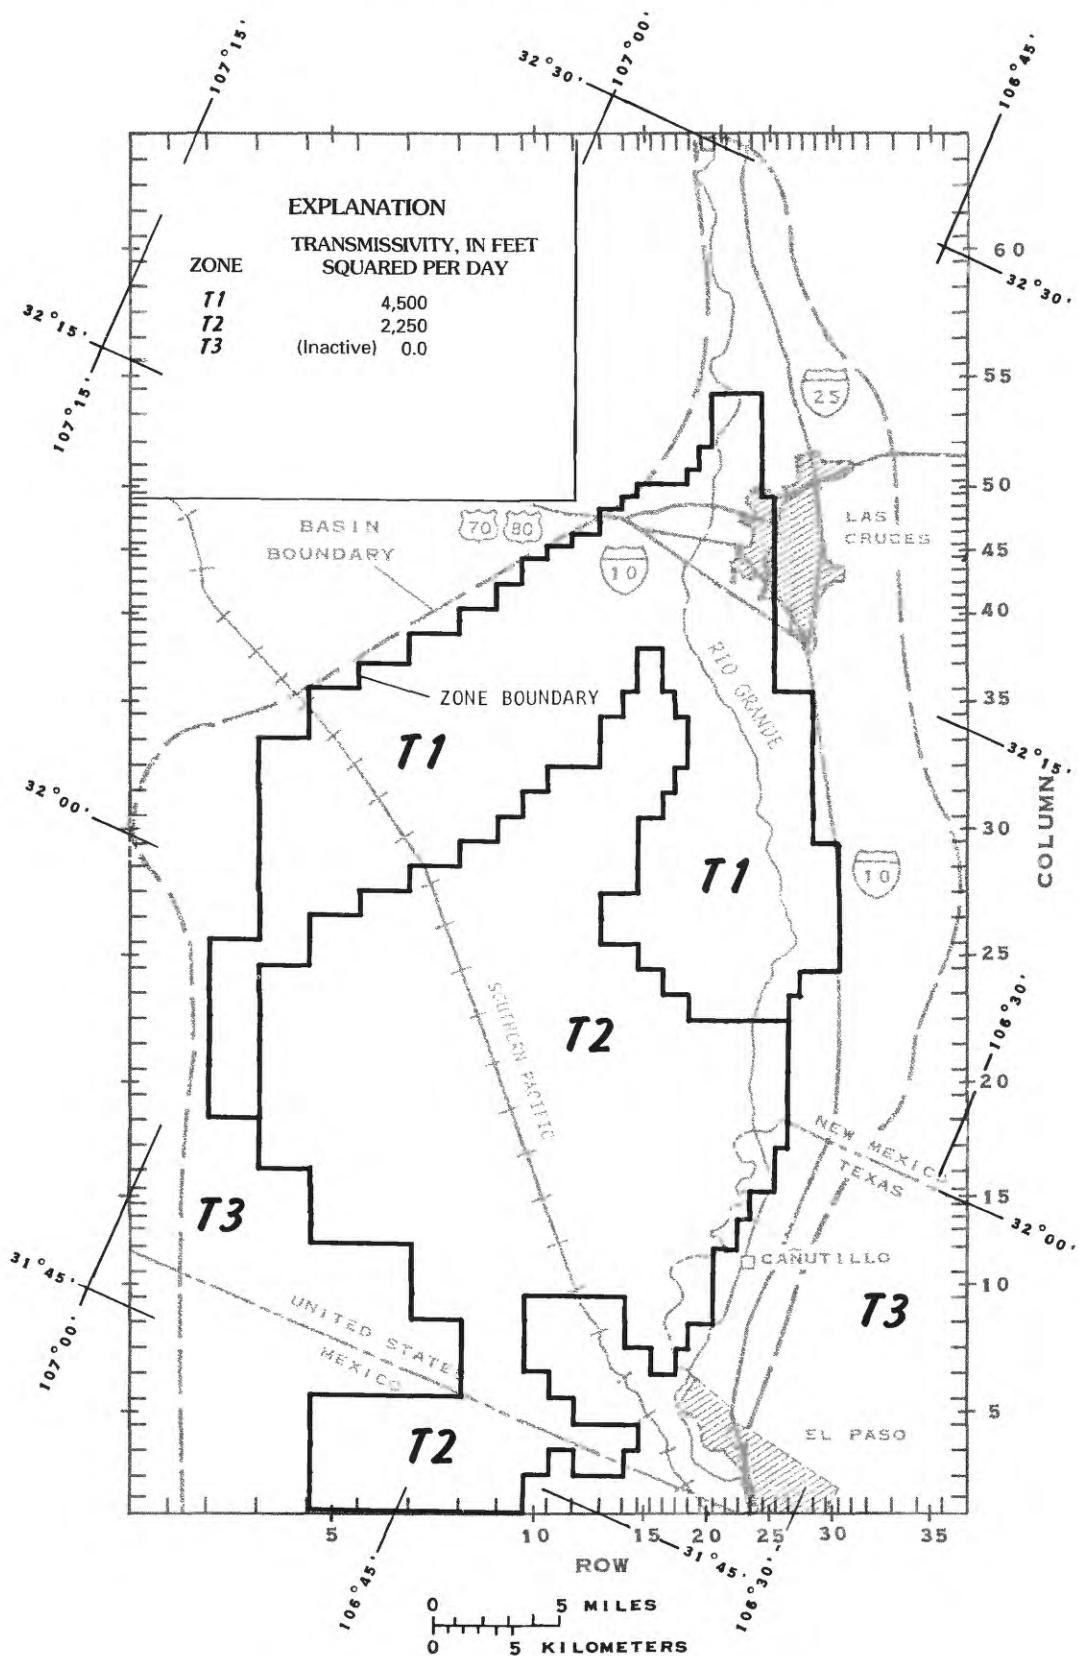 107°15'
32°30'
107°00'
106°45'
EXPLANATION
TRANSMISSIVITY, IN FEET
ZONE SQUARED PER DAY
T1 4,500
T2 2,250
T3 (Inactive) 0.0
60
32°30'
32°15'
107°15'
55
25
50
BASIN
BOUNDARY
70 80
10
LAS
CRUCES
45
40
RIO GRANDE
ZONE BOUNDARY
35
T1
32°15'
32°00'
30
COLUMN
T1
10
25
SOUTHERN PACIFIC
T2
106°30'
20
NEW MEXICO
TEXAS
15
T3
32°00'
31°45'
CANUTILLO
10
T3
UNITED STATES
MEXICO
107°00'
5
EL PASO
T2
5 10 15 20 25 30 35
ROW
31°45'
106°30'
106°45'
0 5 MILES
0 5 KILOMETERS